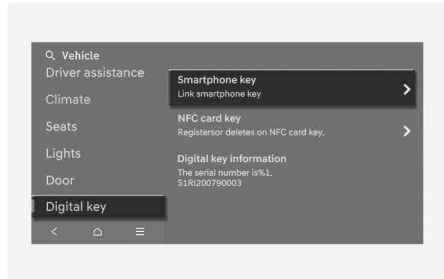 Vehicle
Driver assistance
Climate
Seats
Lights
Door
Digital key
Smartphone key
Link smartphone key
NFC card key
Registersor deletes on NFC card key,
Digital key information
The serial number is%1,
S1RI200790003